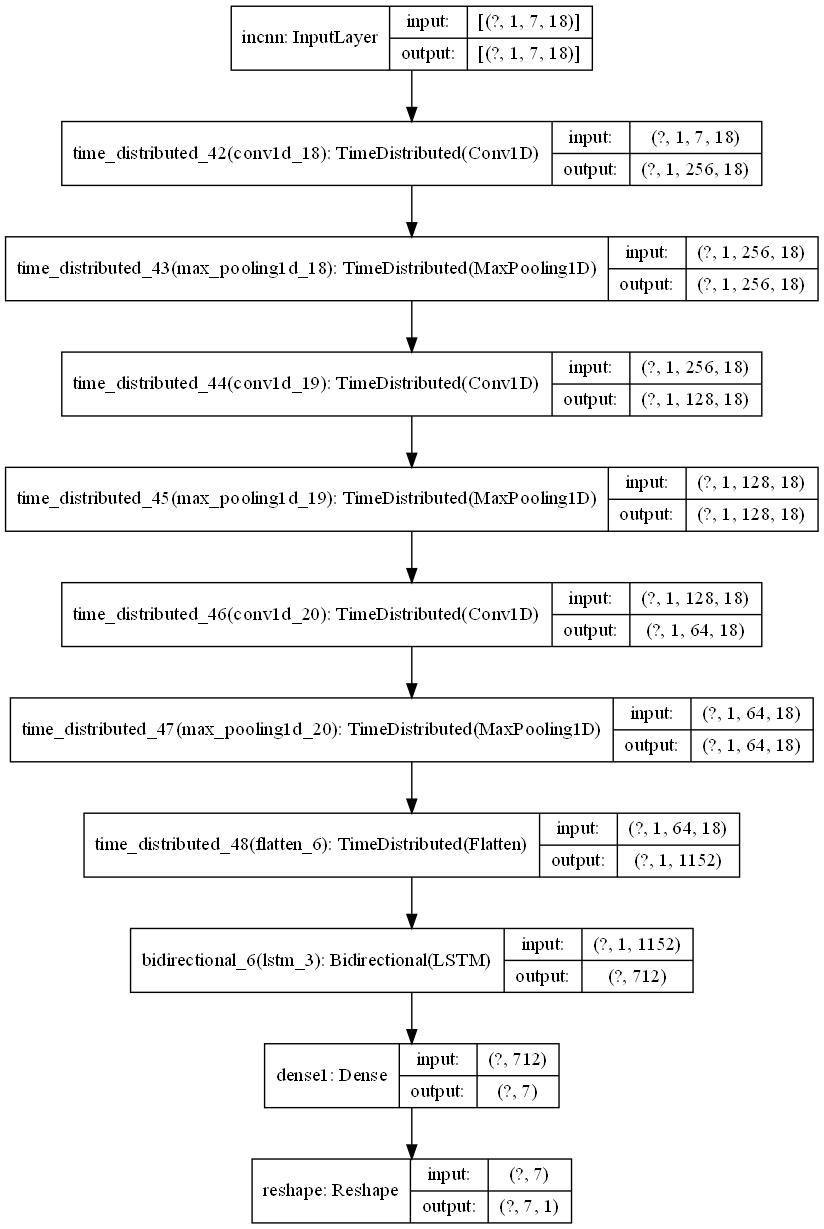 incnn: InputLayer
input: [(?, 1, 7, 18)]
output: [(?, 1, 7, 18)]
time_distributed_42(conv1d_18): TimeDistributed(Conv1D)
input: (?, 1, 7, 18)
output: (?, 1, 256, 18)
time_distributed_43(max_pooling1d_18): TimeDistributed(MaxPooling1D)
input: (?, 1, 256, 18)
output: (?, 1, 256, 18)
time_distributed_44(conv1d_19): TimeDistributed(Conv1D)
input: (?, 1, 256, 18)
output: (?, 1, 128, 18)
time_distributed_45(max_pooling1d_19): TimeDistributed(MaxPooling1D)
input: (?, 1, 128, 18)
output: (?, 1, 128, 18)
time_distributed_46(conv1d_20): TimeDistributed(Conv1D)
input: (?, 1, 128, 18)
output: (?, 1, 64, 18)
time_distributed_47(max_pooling1d_20): TimeDistributed(MaxPooling1D)
input: (?, 1, 64, 18)
output: (?, 1, 64, 18)
time_distributed_48(flatten_6): TimeDistributed(Flatten)
input: (?, 1, 64, 18)
output: (?, 1, 1152)
bidirectional_6(lstm_3): Bidirectional(LSTM)
input: (?, 1, 1152)
output: (?, 712)
dense1: Dense
input: (?, 712)
output: (?, 7)
reshape: Reshape
input: (?, 7)
output: (?, 7, 1)